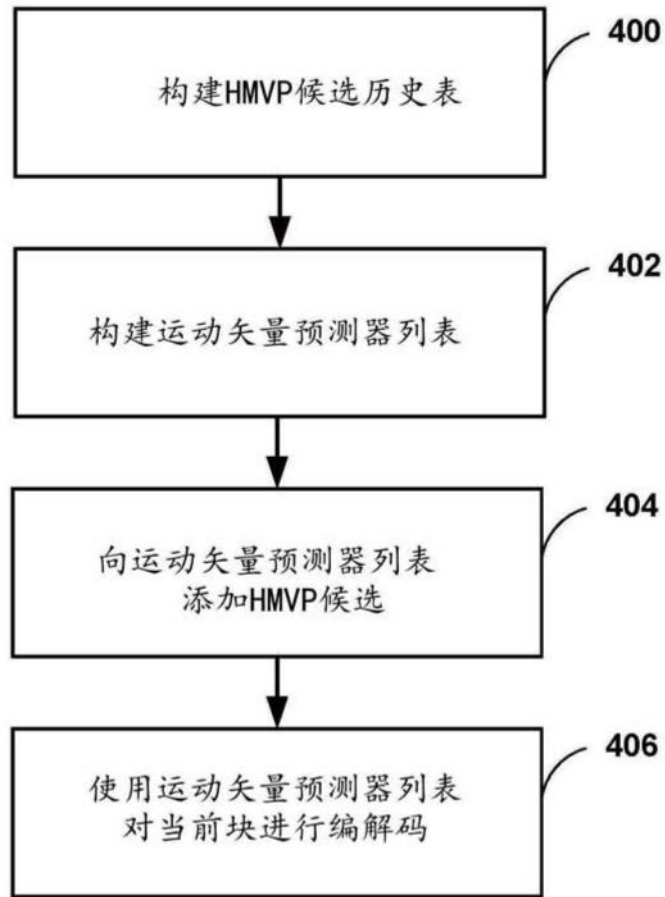 400
构建HMVP候选历史表
402
构建运动矢量预测器列表
404
向运动矢量预测器列表
添加HMVP候选
406
使用运动矢量预测器列表
对当前块进行编解码